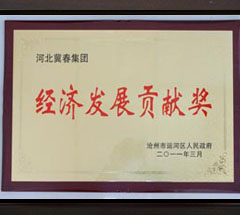 河北冀春集团
经济发展贡献奖
沧州市运河区人民政府
二〇一一年三月